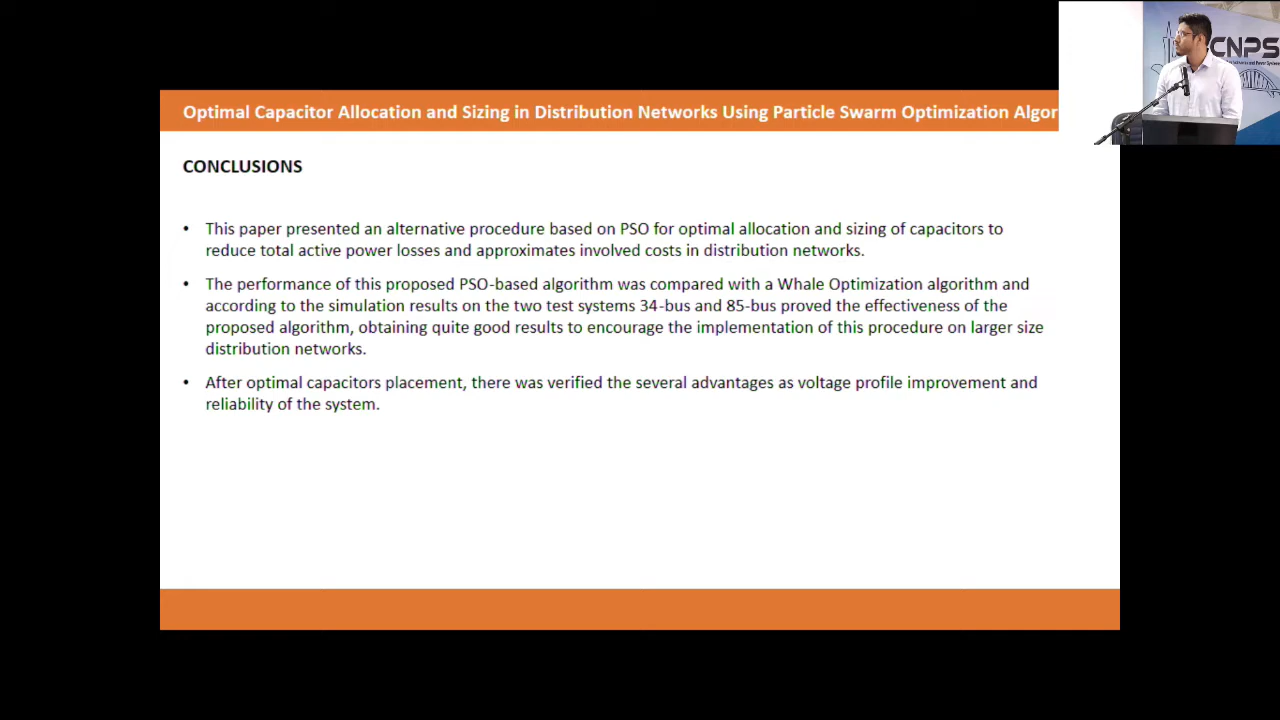 Optimal Capacitor Allocation and Sizing in Distribution Networks Using Particle Swarm Optimization Algor
CNPS
CONCLUSIONS
• This paper presented an alternative procedure based on PSO for optimal allocation and sizing of capacitors to
reduce total active power losses and approximates involved costs in distribution networks.
• The performance of this proposed PSO-based algorithm was compared with a Whale Optimization algorithm and
according to the simulation results on the two test systems 34-bus and 85-bus proved the effectiveness of the
proposed algorithm, obtaining quite good results to encourage the implementation of this procedure on larger size
distribution networks.
• After optimal capacitors placement, there was verified the several advantages as voltage profile improvement and
reliability of the system.